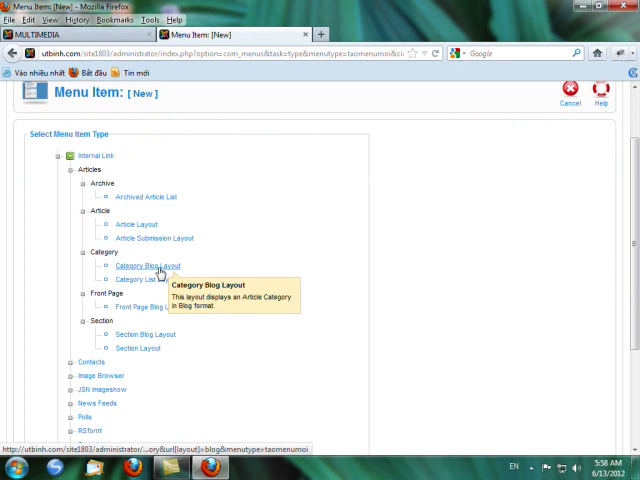 Menu Item: [New] - Mozilla Firefox
File Edit View History Bookmarks Tools Help
MULTIMEDIA
Menu Item: [New]
utbinh.com/site1803/administrator/index.php?option=com_menus&task=type&menutype=taomenumoi&ci
Google
Vào nhiều nhất Bắt đầu Tin mới
Menu Item: [ New ]
Cancel Help
Select Menu Item Type
Internal Link
Articles
Archive
Archived Article List
Article
Article Layout
Article Submission Layout
Category
Category Blog Layout
Category List
Category Blog Layout
This layout displays an Article Category
in Blog format.
Front Page
Front Page Blog
Section
Section Blog Layout
Section Layout
Contacts
Image Browser
JSN imageshow
News Feeds
Polls
RSform!
http://utbinh.com/site1803/administrator/...ory&url[layout]=blog&menutype=taomenumoi
EN
5:58 AM
6/13/2012